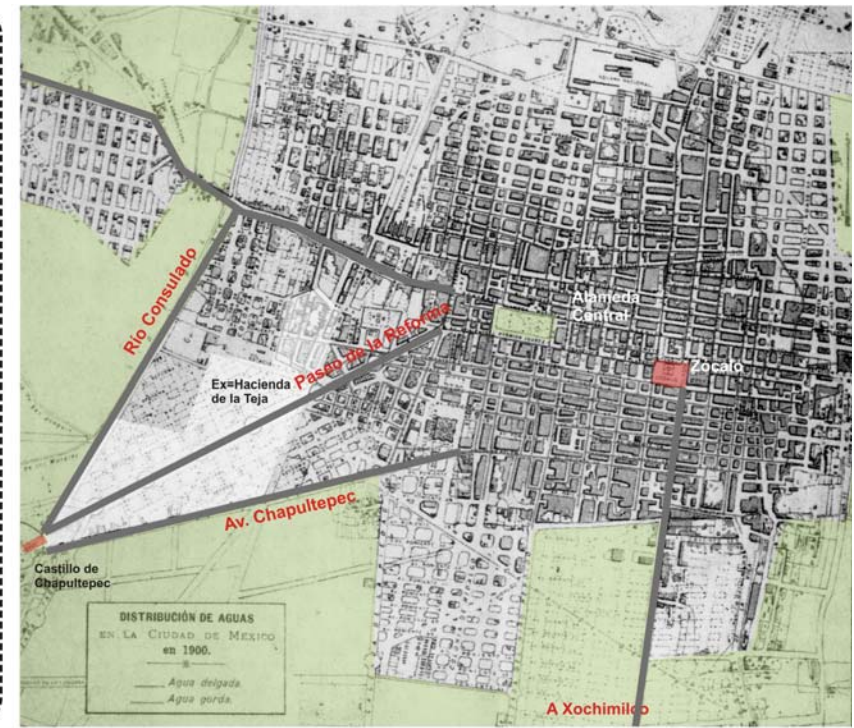 Rio Consulado
Paseo de la Reforma
Alameda
Central
Zocalo
Ex=Hacienda
de la Teja
Av. Chapultepec
Castillo de
Chapultepec
DISTRIBUCIÓN DE AGUAS
EN LA CIUDAD DE MÉXICO
en 1900.
Agua delgada.
Agua gorda.
A Xochimilco